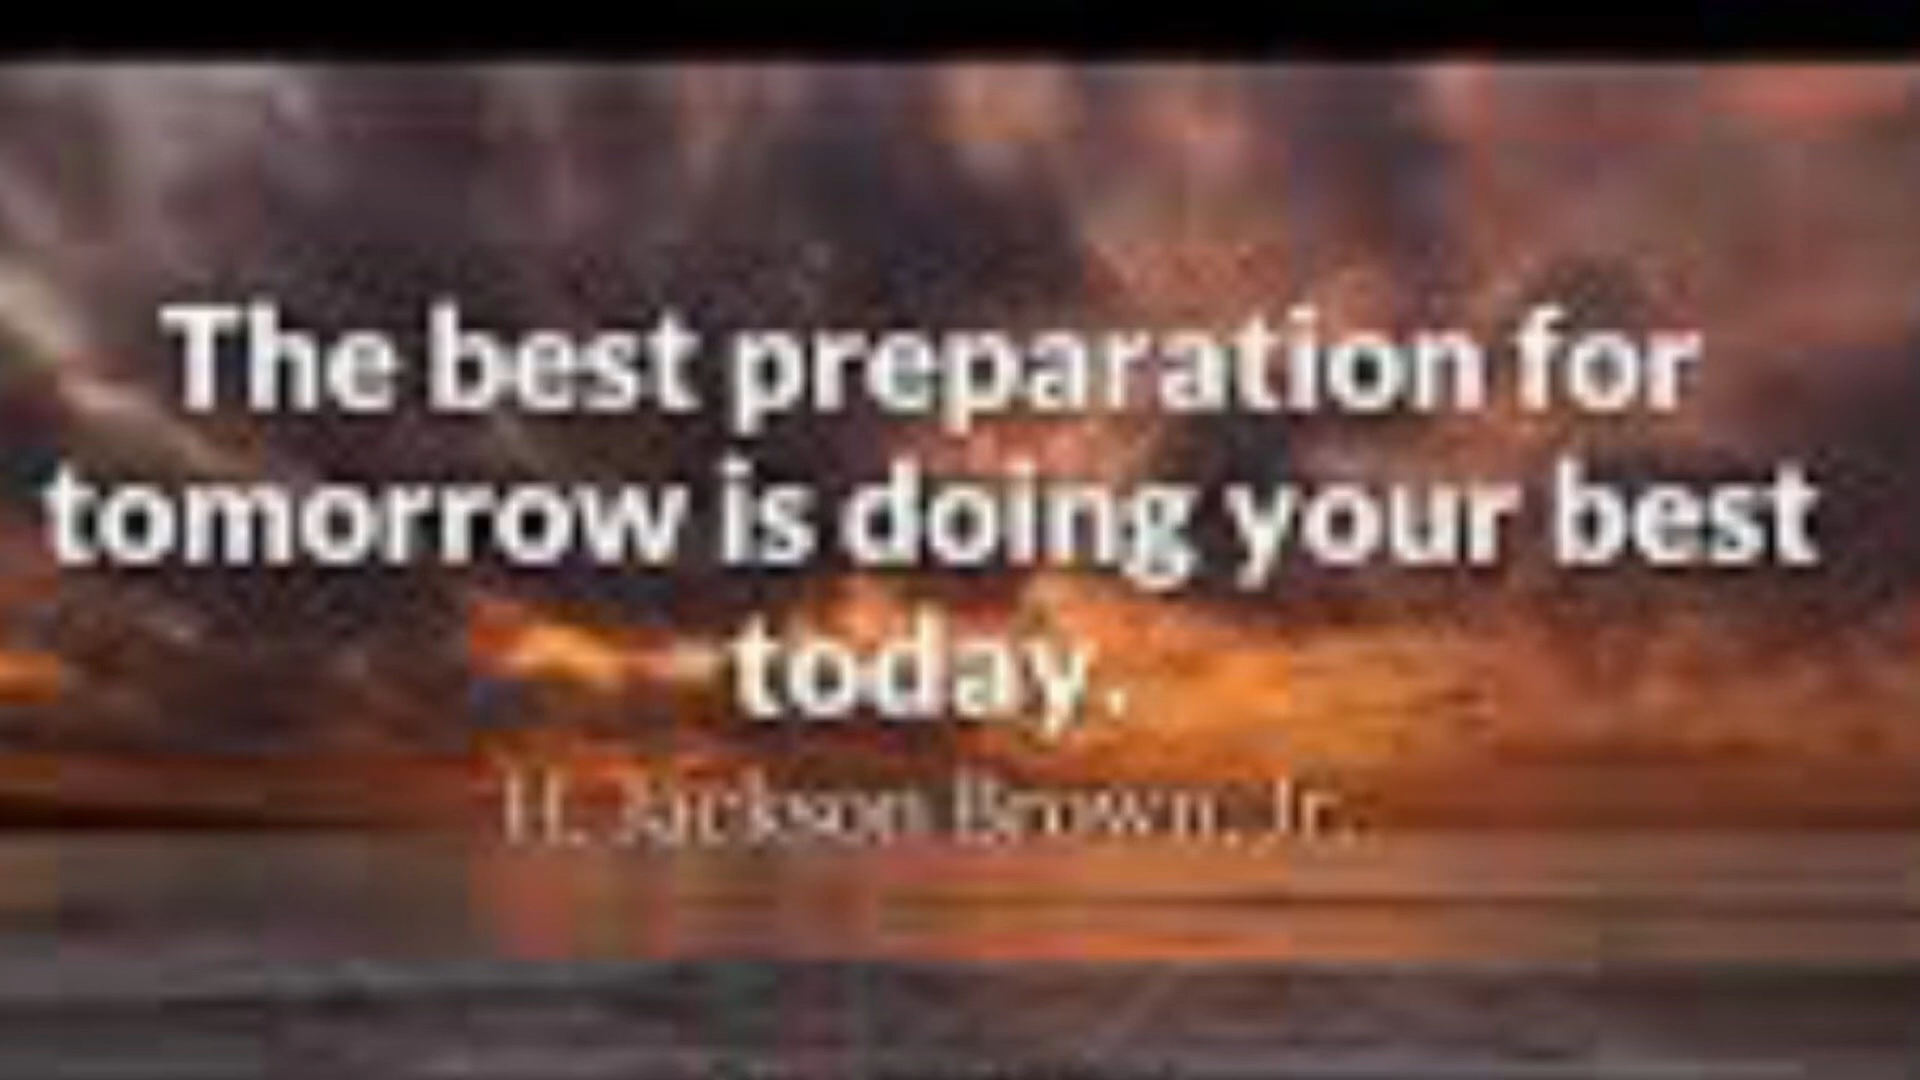 The best preparation for
tomorrow is doing your best
today.
H. Jackson Brown, Jr..